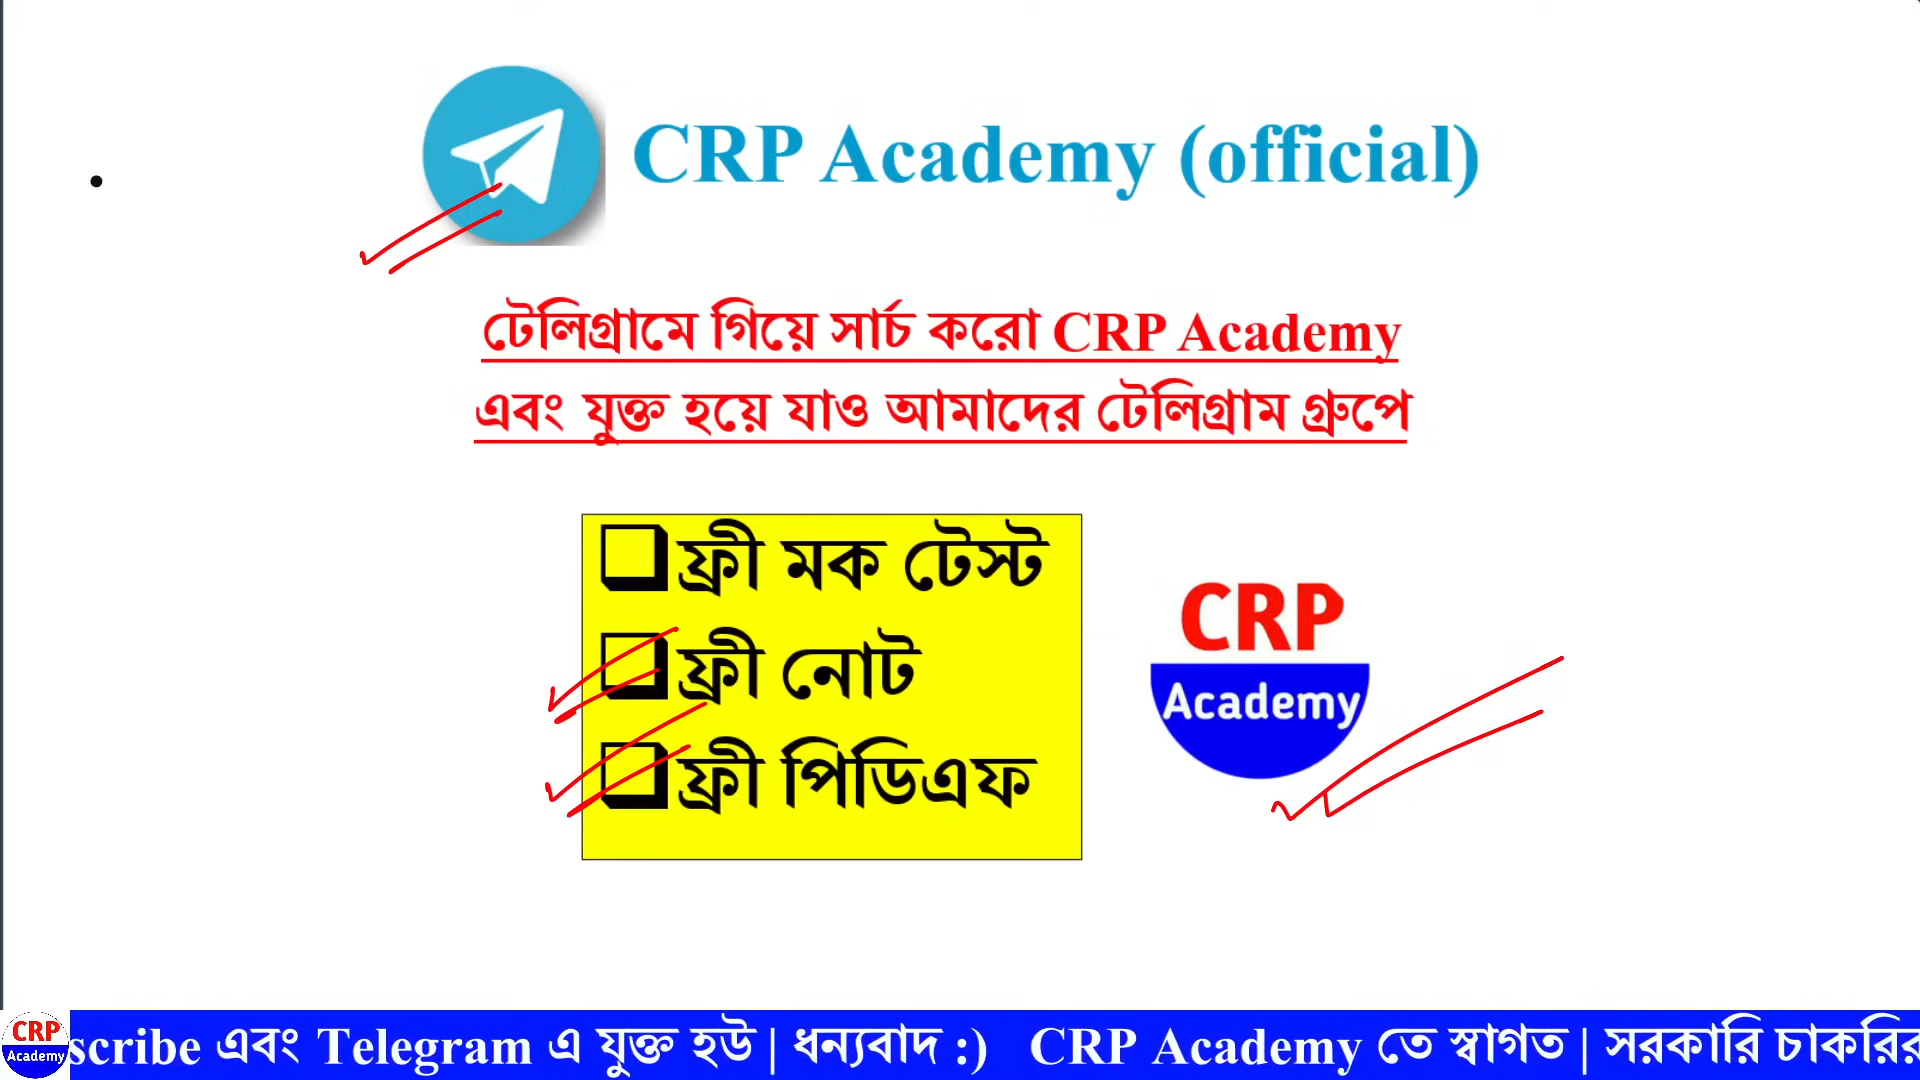 CRP Academy (official)
টেলিগ্রামে গিয়ে সার্চ করো CRP Academy
এবং যুক্ত হয়ে যাও আমাদের টেলিগ্রাম গ্রুপে
ফ্রী মক টেস্ট
ফ্রী নোট
ফ্রী পিডিএফ
CRP
Academy
CRP
Academy
scribe এবং Telegram এ যুক্ত হউ | ধন্যবাদ :) CRP Academy তে স্বাগত | সরকারি চাকরির